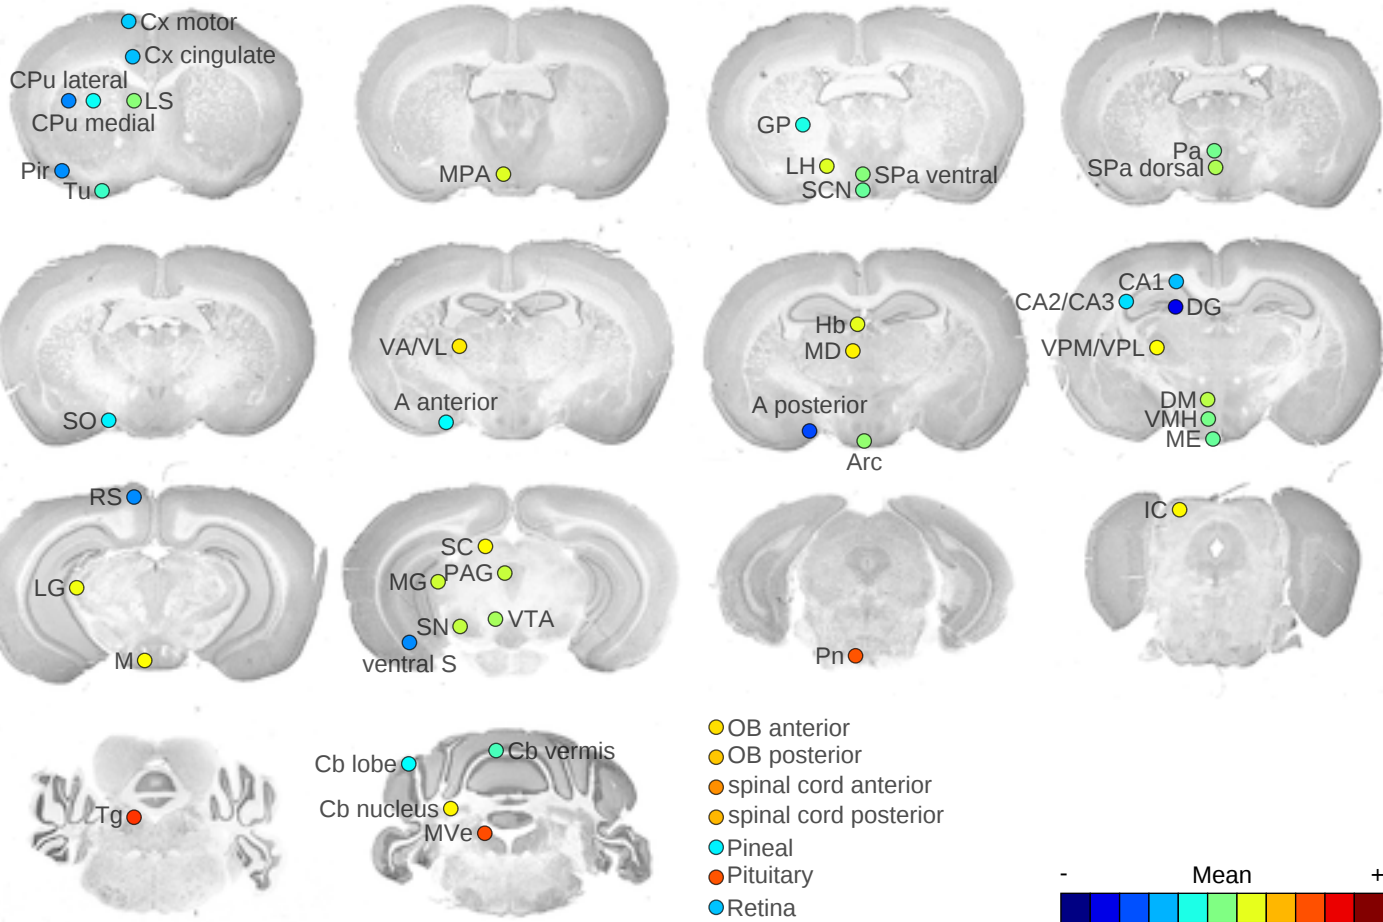 Cx motor
Cx cingulate
CPu lateral
LS
CPu medial
Pir
Tu
MPA
GP
LH
SPa ventral
SCN
Pa
SPa dorsal
SO
VA/VL
A anterior
Hb
MD
A posterior
Arc
CA1
CA2/CA3
DG
VPM/VPL
DM
VMH
ME
RS
LG
M
SC
PAG
MG
SN
VTA
ventral S
Pn
IC
Tg
Cb lobe
Cb vermis
Cb nucleus
MVe
OB anterior
OB posterior
spinal cord anterior
spinal cord posterior
Pineal
Pituitary
Retina
- Mean +